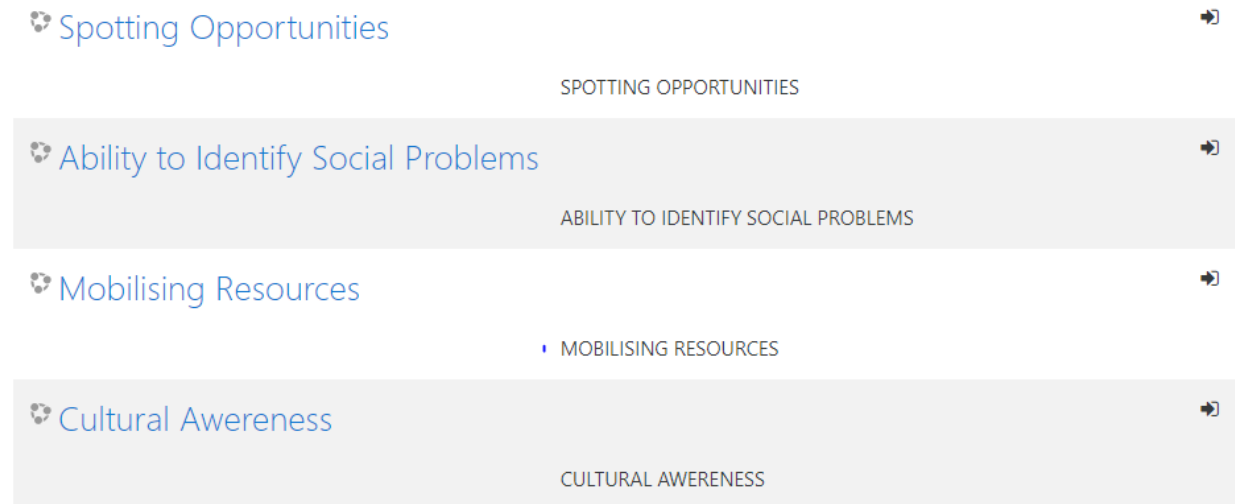 Spotting Opportunities
SPOTTING OPPORTUNITIES
Ability to Identify Social Problems
ABILITY TO IDENTIFY SOCIAL PROBLEMS
Mobilising Resources
MOBILISING RESOURCES
Cultural Awereness
CULTURAL AWERENESS